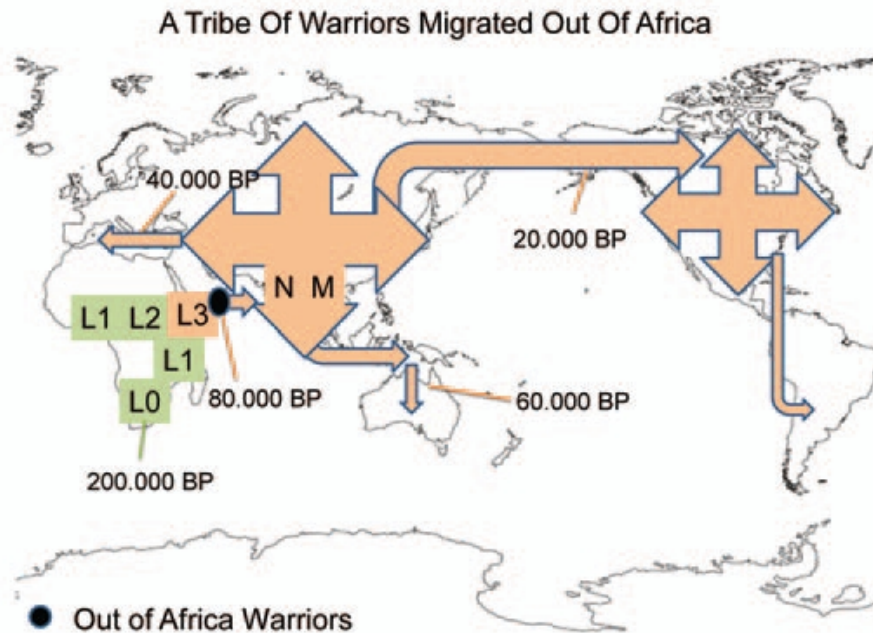 A Tribe Of Warriors Migrated Out Of Africa
40.000 BP
20.000 BP
N M
L1 L2 L3
L1
80.000 BP
60.000 BP
L0
200.000 BP
Out of Africa Warriors